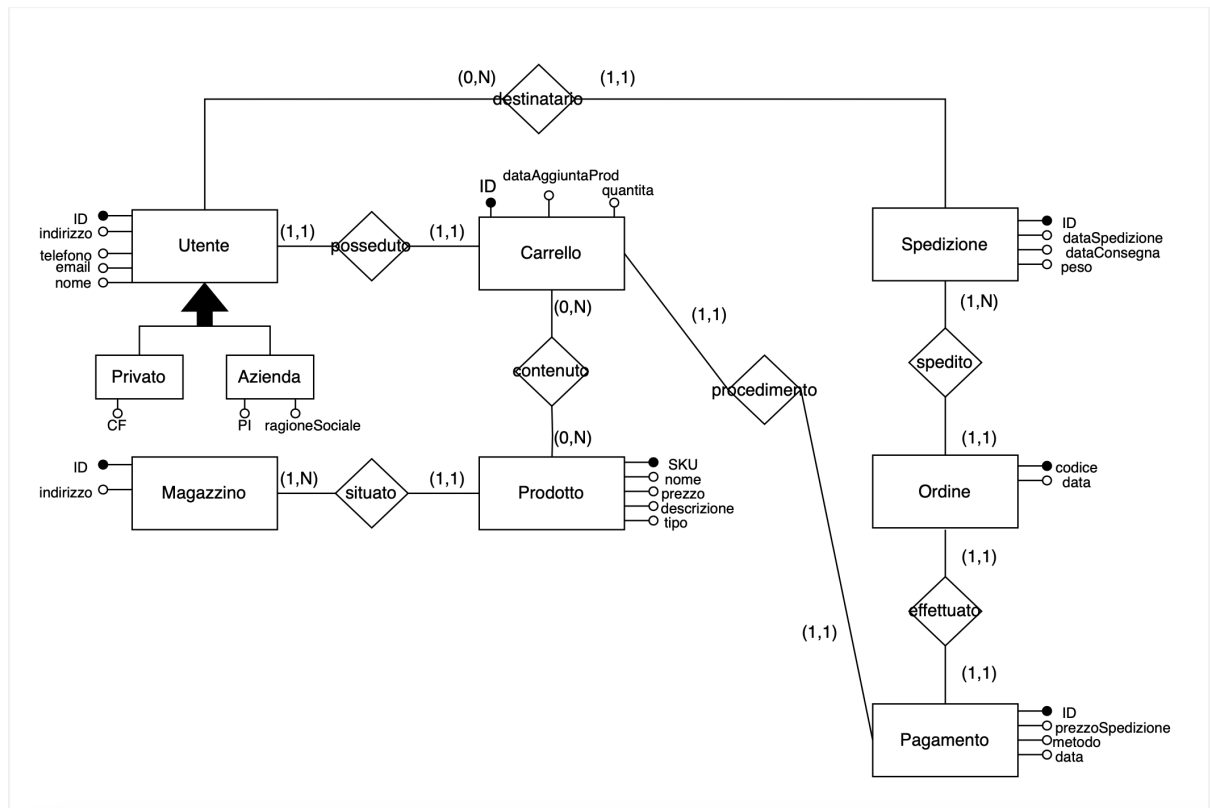 (0,N)
destinatario
(1,1)
ID
indirizzo
telefono
email
nome
Utente
(1,1)
posseduto
(1,1)
ID
dataAggiuntaProd
quantita
Carrello
Spedizione
ID
dataSpedizione
dataConsegna
peso
(0,N)
(1,1)
(1,N)
Privato
Azienda
contenuto
procedimento
spedito
CF
PI
ragioneSociale
(0,N)
(1,1)
ID
indirizzo
Magazzino
(1,N)
situato
(1,1)
Prodotto
SKU
nome
prezzo
descrizione
tipo
Ordine
codice
data
(1,1)
effettuato
(1,1)
(1,1)
Pagamento
ID
prezzoSpedizione
metodo
data